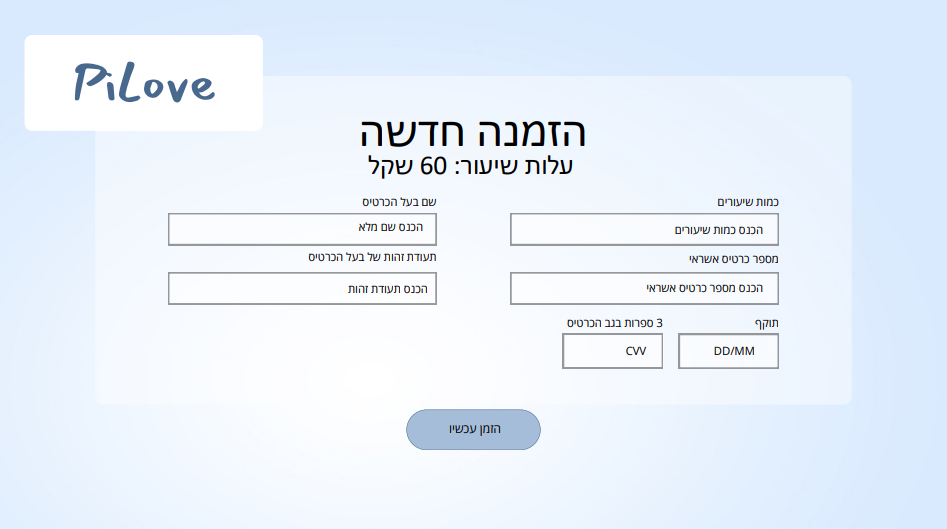 PiLove
הזמנה חדשה
עלות שיעור: 60 שקל
כמות שיעורים
הכנס כמות שיעורים
שם בעל הכרטיס
הכנס שם מלא
מספר כרטיס אשראי
הכנס מספר כרטיס אשראי
תעודת זהות של בעל הכרטיס
הכנס תעודת זהות
תוקף
DD/MM
3 ספרות בגב הכרטיס
CVV
הזמן עכשיו